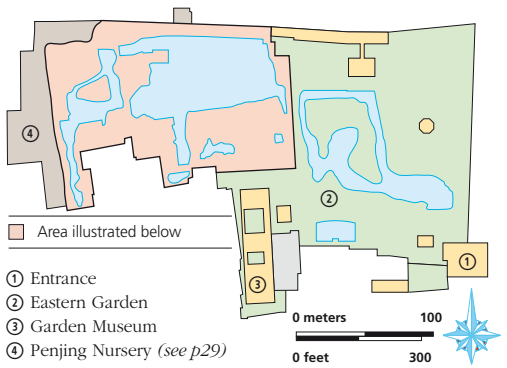 ④
②
①
③
Area illustrated below
① Entrance
② Eastern Garden
③ Garden Museum
④ Penjing Nursery (see p29)
0 meters 100
0 feet 300